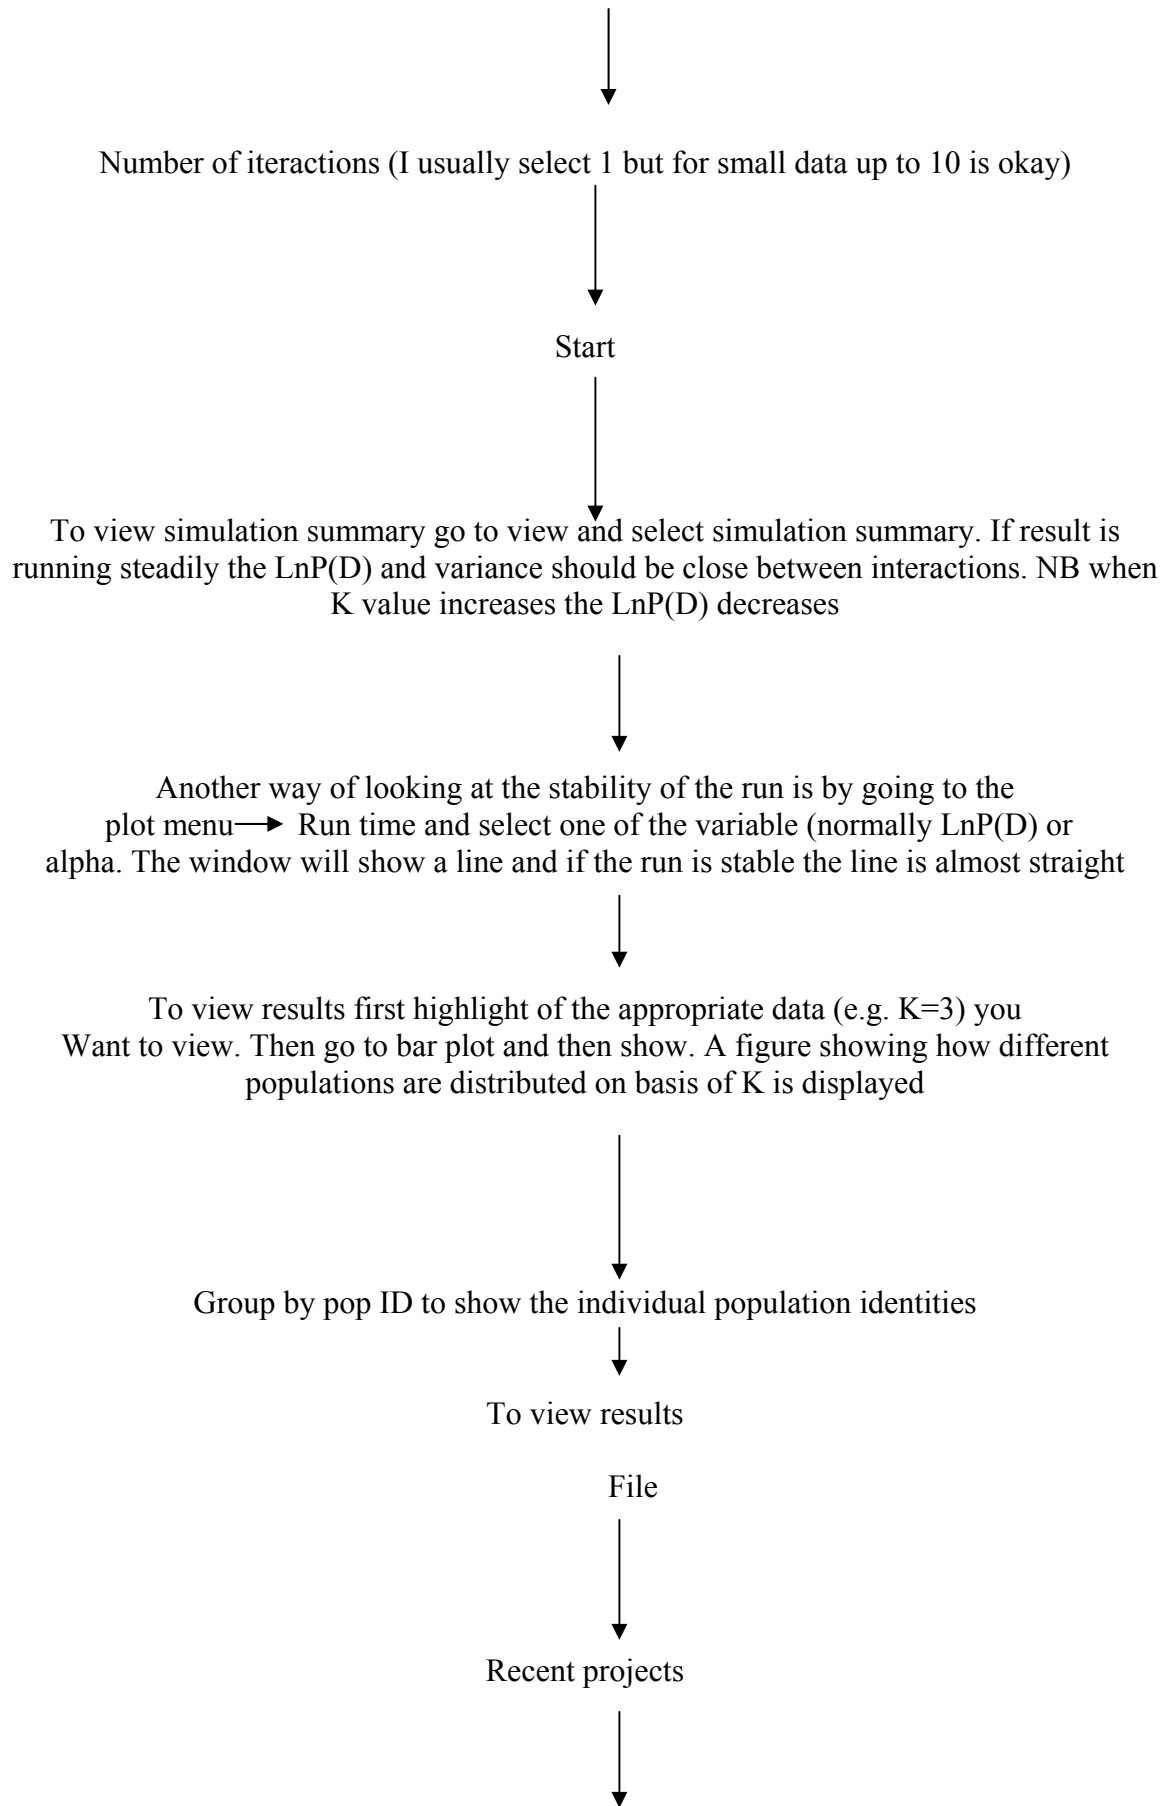 Number of iteractions (I usually select 1 but for small data up to 10 is okay)
Start
To view simulation summary go to view and select simulation summary. If result is
running steadily the LnP(D) and variance should be close between interactions. NB when
K value increases the LnP(D) decreases
Another way of looking at the stability of the run is by going to the
plot menu Run time and select one of the variable (normally LnP(D) or
alpha. The window will show a line and if the run is stable the line is almost straight
To view results first highlight of the appropriate data (e.g. K=3) you
Want to view. Then go to bar plot and then show. A figure showing how different
populations are distributed on basis of K is displayed
Group by pop ID to show the individual population identities
To view results
File
Recent projects